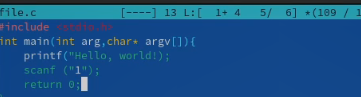 file.c [----] 13 L:[ 1+ 4 5/ 6] *(109 / 1
#include <stdio.h>
int main(int arg,char* argv[]){
printf("Hello, world!);
scanf ("1");
return 0;